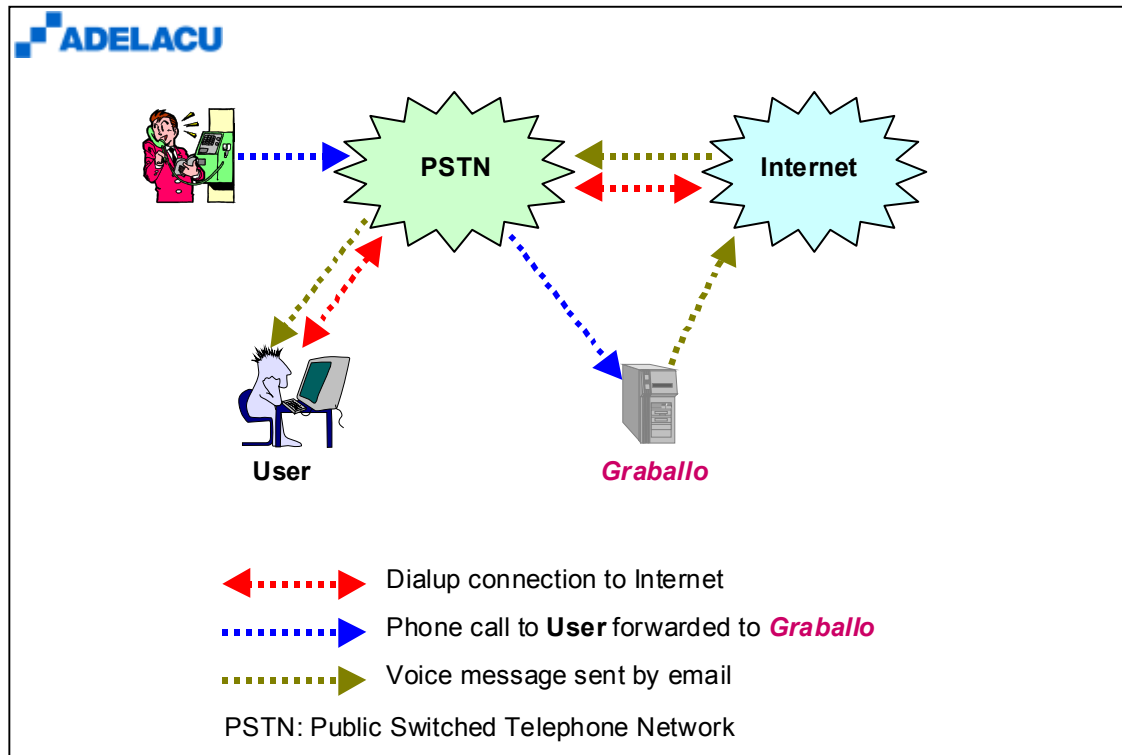 ADELACU
PSTN
Internet
User
Graballo
Dialup connection to Internet
Phone call to User forwarded to Graballo
Voice message sent by email
PSTN: Public Switched Telephone Network